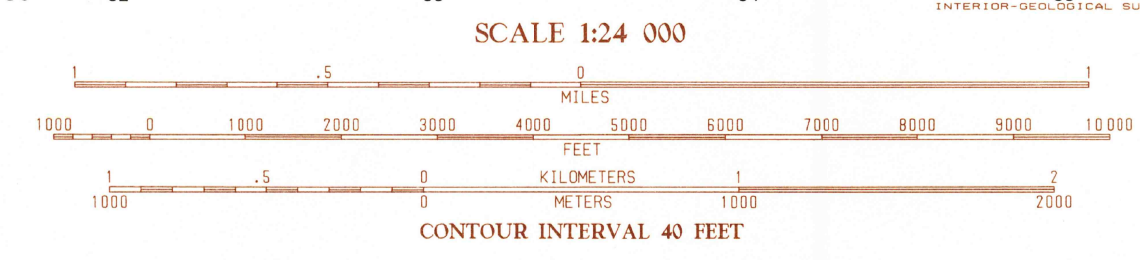 INTERIOR-GEOLOGICAL SU
SCALE 1:24 000
1 .5 0 1
MILES
1000 0 1000 2000 3000 4000 5000 6000 7000 8000 9000 10 000
FEET
1 .5 0 KILOMETERS 1 2
1000 0 METERS 1000 2000
CONTOUR INTERVAL 40 FEET